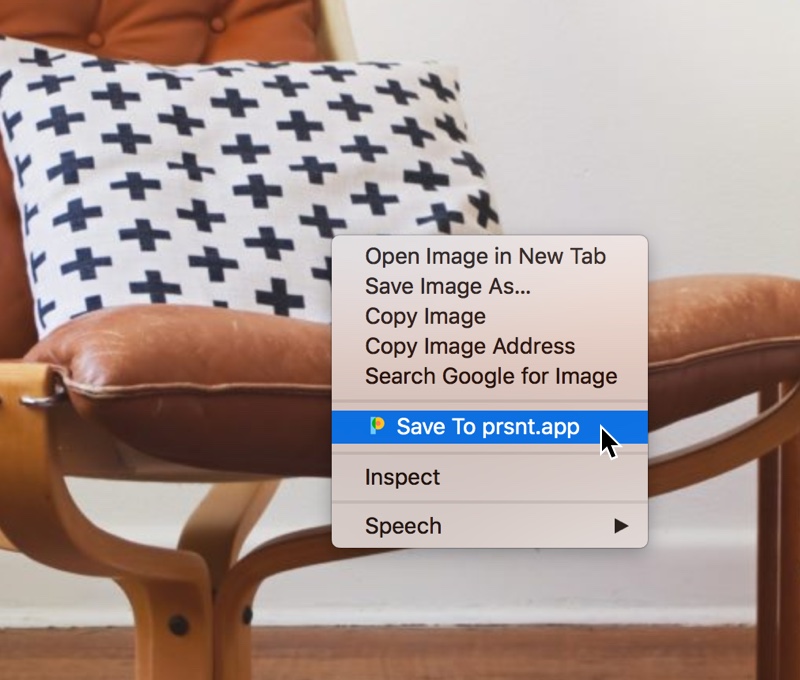 Open Image in New Tab
Save Image As...
Copy Image
Copy Image Address
Search Google for Image
Save To prsnt.app
Inspect
Speech